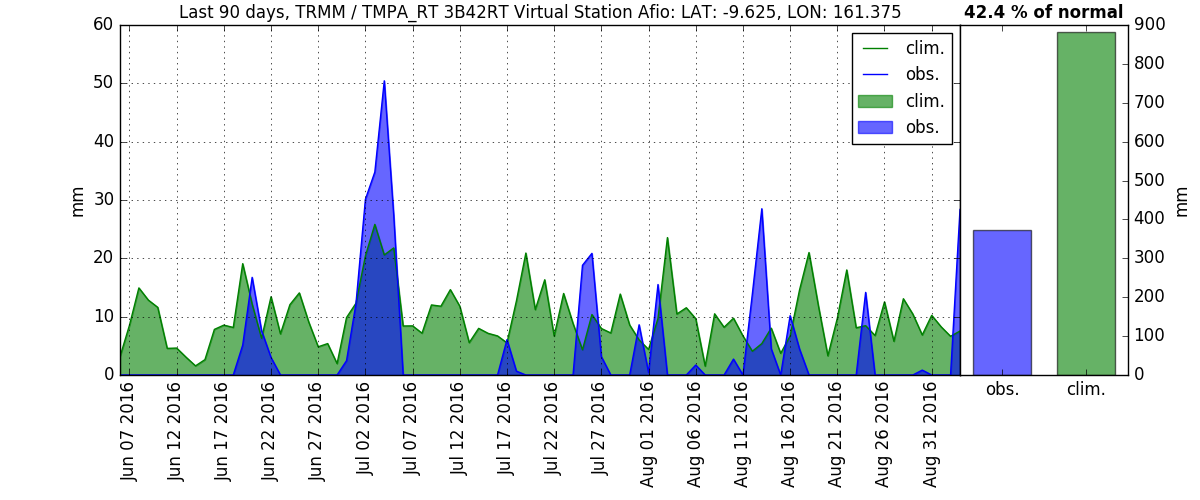 Last 90 days, TRMM / TMPA_RT 3B42RT Virtual Station Afio: LAT: -9.625, LON: 161.375
42.4 % of normal
clim.
obs.
clim.
obs.
mm
60
50
40
30
20
10
0
Jun 07 2016
Jun 12 2016
Jun 17 2016
Jun 22 2016
Jun 27 2016
Jul 02 2016
Jul 07 2016
Jul 12 2016
Jul 17 2016
Jul 22 2016
Jul 27 2016
Aug 01 2016
Aug 06 2016
Aug 11 2016
Aug 16 2016
Aug 21 2016
Aug 26 2016
Aug 31 2016
obs.
clim.
900
800
700
600
500
400
300
200
100
0
mm